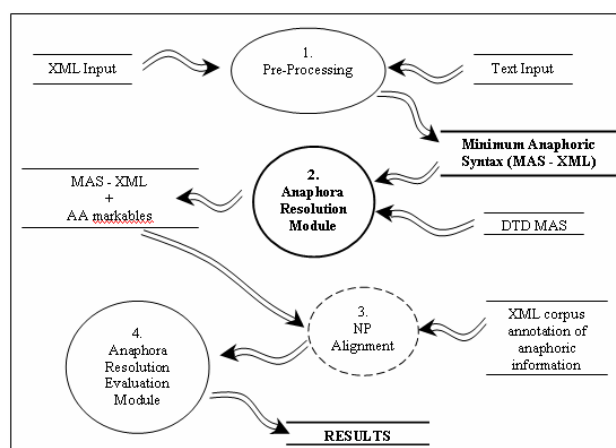 1.
Pre-Processing
XML Input
Text Input
Minimum Anaphoric
Syntax (MAS - XML)
2.
Anaphora
Resolution
Module
MAS - XML
+
AA markables
DTD MAS
3.
NP
Alignment
XML corpus
annotation of
anaphoric
information
4.
Anaphora
Resolution
Evaluation
Module
RESULTS